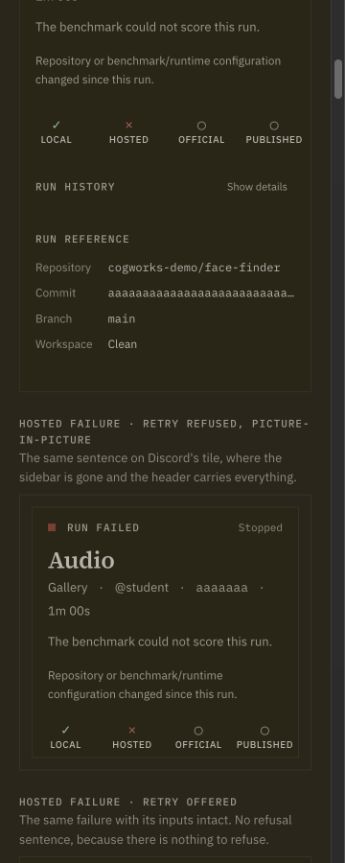 The benchmark could not score this run.
Repository or benchmark/runtime configuration
changed since this run.
✓ × ○ ○
LOCAL HOSTED OFFICIAL PUBLISHED
RUN HISTORY Show details
RUN REFERENCE
Repository cogworks-demo/face-finder
Commit aaaaaaaaaaaaaaaaaaaaaaaaaa…
Branch main
Workspace Clean
HOSTED FAILURE · RETRY REFUSED, PICTURE-
IN-PICTURE
The same sentence on Discord's tile, where the
sidebar is gone and the header carries everything.
RUN FAILED Stopped
Audio
Gallery · @student · aaaaaaa ·
1m 00s
The benchmark could not score this run.
Repository or benchmark/runtime
configuration changed since this run.
✓ × ○ ○
LOCAL HOSTED OFFICIAL PUBLISHED
HOSTED FAILURE · RETRY OFFERED
The same failure with its inputs intact. No refusal
sentence, because there is nothing to refuse.